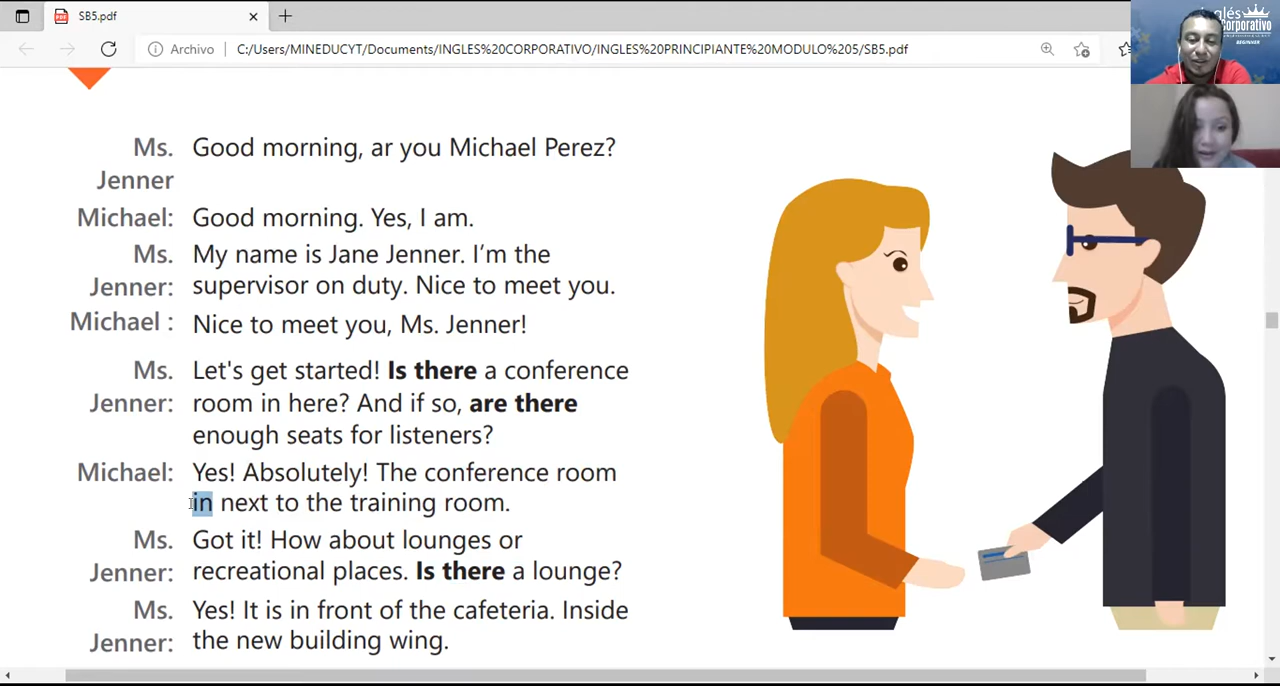 SB5.pdf
Archivo C:/Users/MINEDUCYT/Documents/INGLES%20CORPORATIVO/INGLES%20PRINCIPIANTE%20MODULO%205/SB5.pdf
inglés
Corporativo
BEGINNER
Ms. Good morning, ar you Michael Perez?
Jenner
Michael: Good morning. Yes, I am.
Ms. My name is Jane Jenner. I’m the
Jenner: supervisor on duty. Nice to meet you.
Michael : Nice to meet you, Ms. Jenner!
Ms. Let's get started! Is there a conference
Jenner: room in here? And if so, are there
enough seats for listeners?
Michael: Yes! Absolutely! The conference room
in next to the training room.
Ms. Got it! How about lounges or
Jenner: recreational places. Is there a lounge?
Ms. Yes! It is in front of the cafeteria. Inside
Jenner: the new building wing.